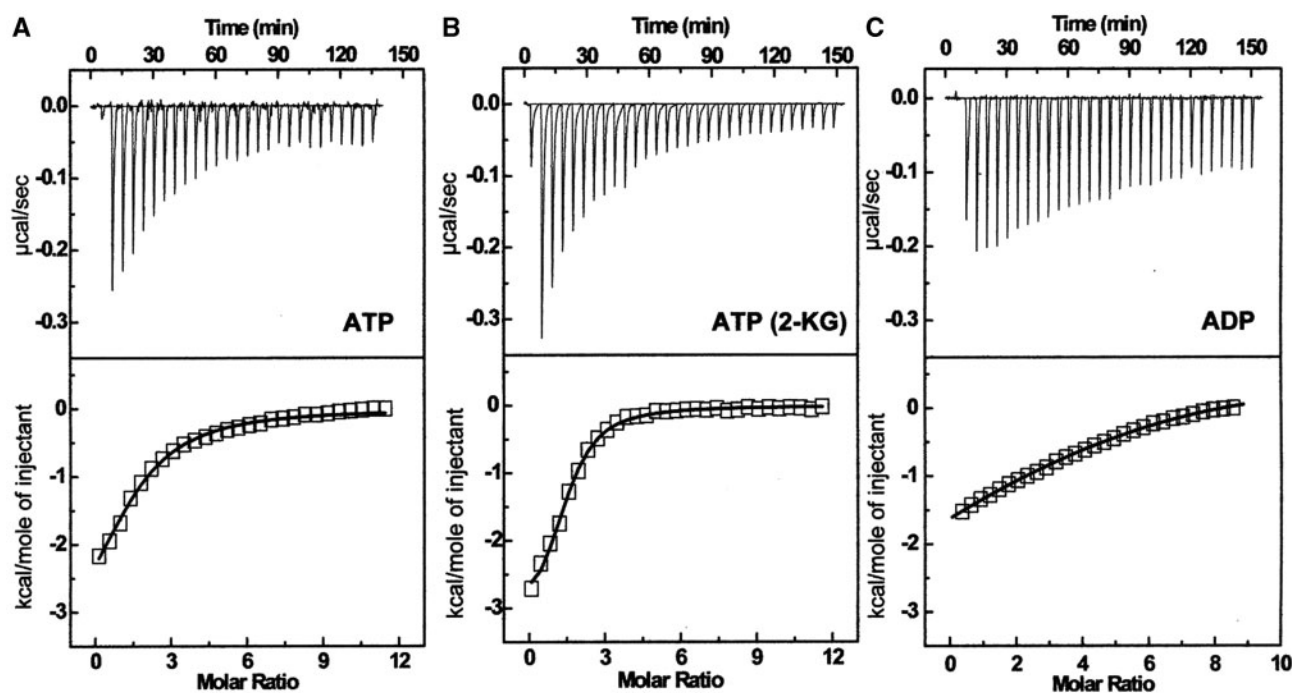 A
Time (min)
0 30 60 90 120 150
0.0
-0.1
-0.2
-0.3
µcal/sec
ATP
0
-1
-2
-3
kcal/mole of injectant
0 3 6 9 12
Molar Ratio
B
Time (min)
0 30 60 90 120 150
0.0
-0.1
-0.2
-0.3
µcal/sec
ATP (2-KG)
0
-1
-2
-3
kcal/mole of injectant
0 3 6 9 12
Molar Ratio
C
Time (min)
0 30 60 90 120 150
0.0
-0.1
-0.2
-0.3
µcal/sec
ADP
0
-1
-2
-3
kcal/mole of injectant
0 2 4 6 8 10
Molar Ratio